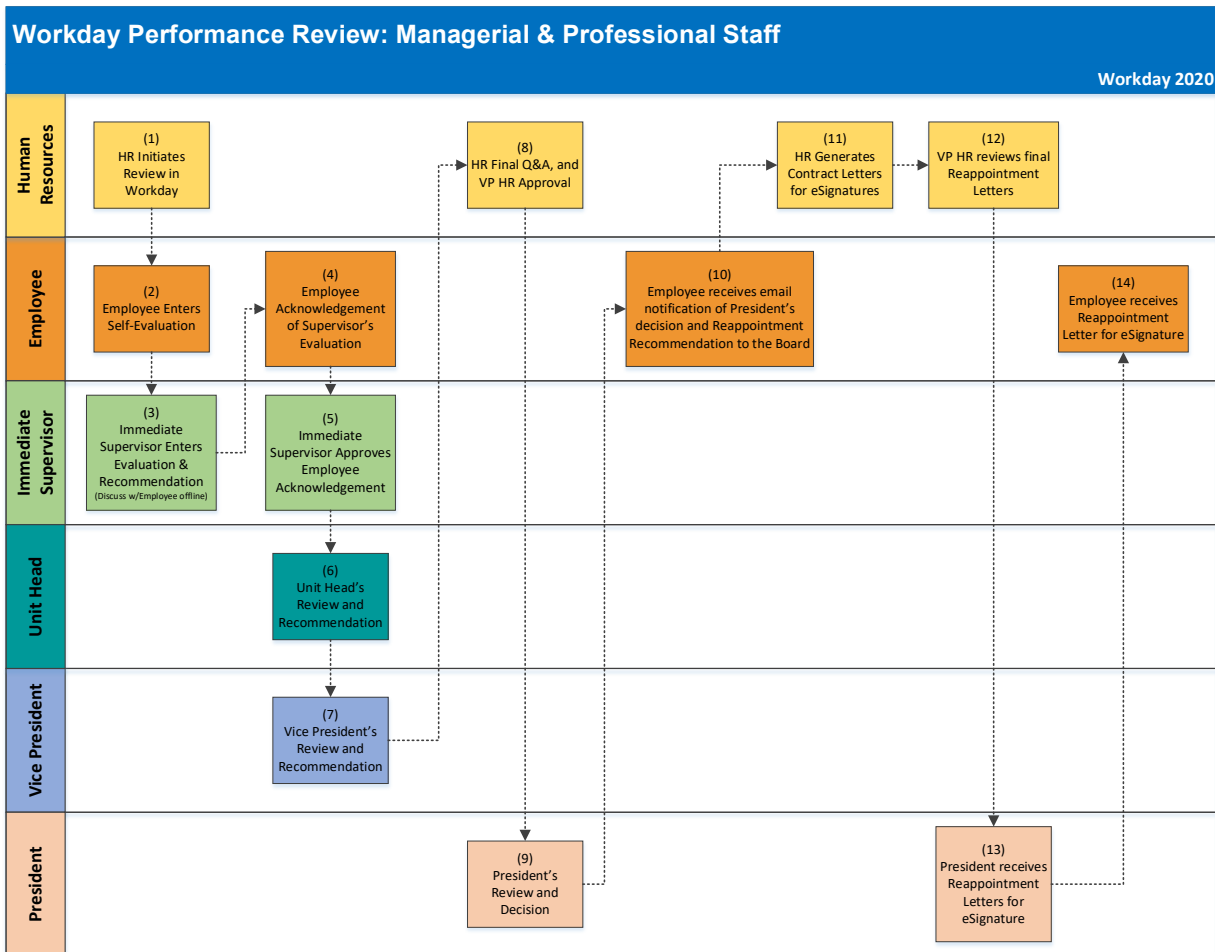 Workday Performance Review: Managerial & Professional Staff
Workday 2020
Human
Resources
(1)
HR Initiates
Review in
Workday
(8)
HR Final Q&A, and
VP HR Approval
(11)
HR Generates
Contract Letters
for eSignatures
(12)
VP HR reviews final
Reappointment
Letters
Employee
(2)
Employee Enters
Self-Evaluation
(4)
Employee
Acknowledgement
of Supervisor's
Evaluation
(10)
Employee receives email
notification of President's
decision and Reappointment
Recommendation to the Board
(14)
Employee receives
Reappointment
Letter for eSignature
Immediate
Supervisor
(3)
Immediate
Supervisor Enters
Evaluation &
Recommendation
(Discuss w/Employee offline)
(5)
Immediate
Supervisor Approves
Employee
Acknowledgement
Unit Head
(6)
Unit Head's
Review and
Recommendation
Vice President
(7)
Vice President's
Review and
Recommendation
President
(9)
President's
Review and
Decision
(13)
President receives
Reappointment
Letters for
eSignature